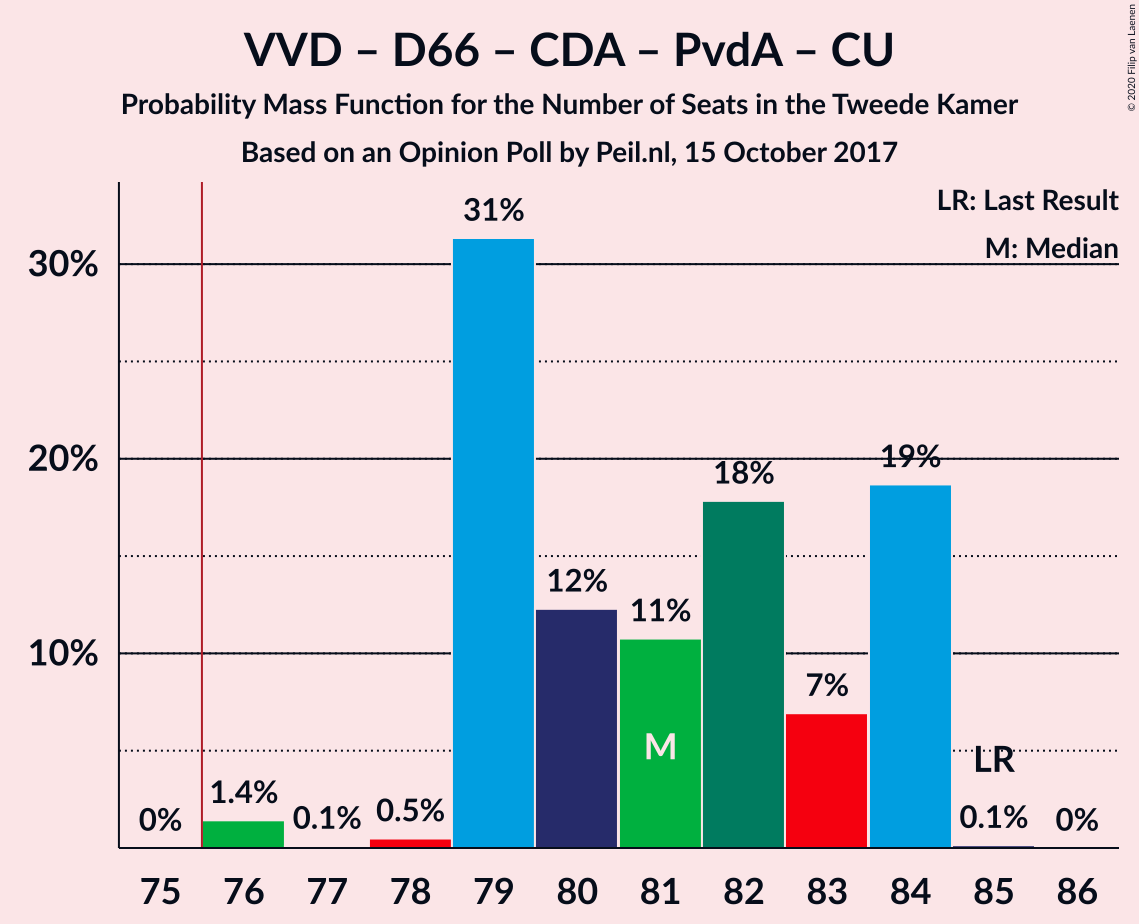 VVD – D66 – CDA – PvdA – CU
Probability Mass Function for the Number of Seats in the Tweede Kamer
Based on an Opinion Poll by Peil.nl, 15 October 2017
© 2020 Filip van Laenen
LR: Last Result
M: Median
30%
20%
10%
0%
1.4%
0.1%
0.5%
31%
12%
11%
18%
7%
19%
0.1%
0%
M
LR
75 76 77 78 79 80 81 82 83 84 85 86